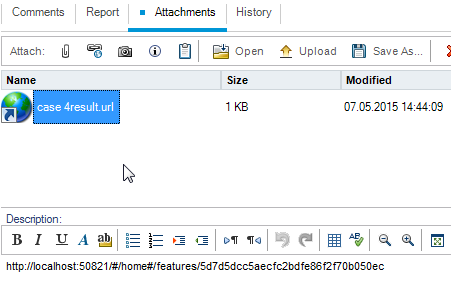 Comments Report Attachments History
Attach: Open Upload Save As...
Name Size Modified
case 4result.url 1 KB 07.05.2015 14:44:09
Description:
B I U A ab
http://localhost:50821/#/home#/features/5d7d5dcc5aecfc2bdfe86f2f70b050ec